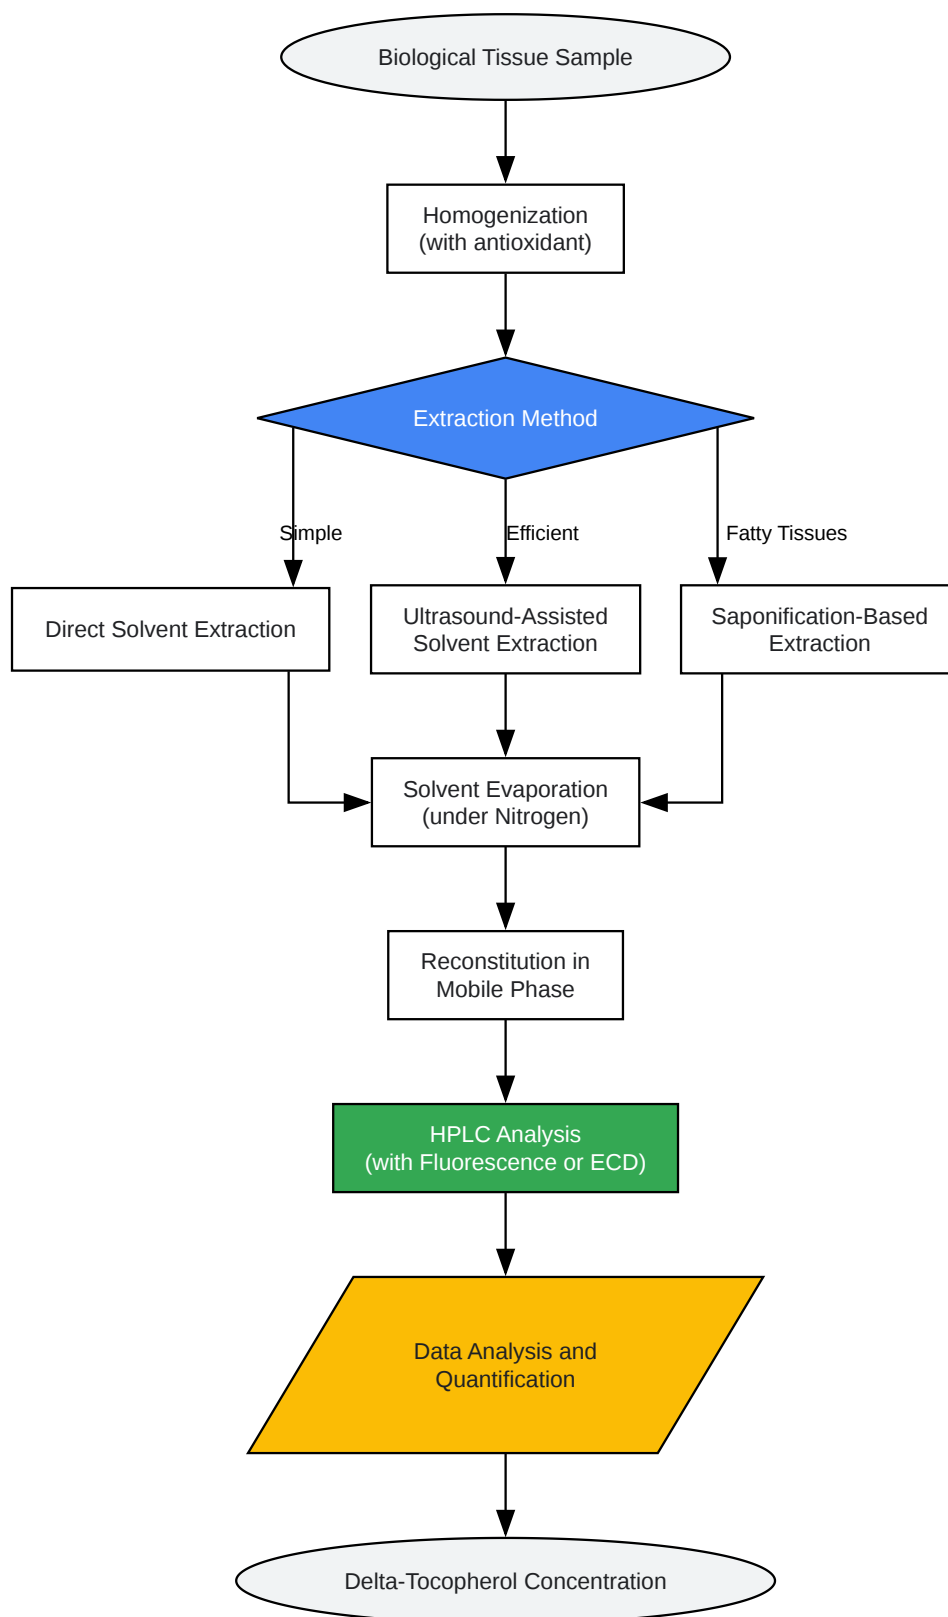 Biological Tissue Sample
Homogenization
(with antioxidant)
Extraction Method
Simple
Efficient
Fatty Tissues
Direct Solvent Extraction
Ultrasound-Assisted
Solvent Extraction
Saponification-Based
Extraction
Solvent Evaporation
(under Nitrogen)
Reconstitution in
Mobile Phase
HPLC Analysis
(with Fluorescence or ECD)
Data Analysis and
Quantification
Delta-Tocopherol Concentration